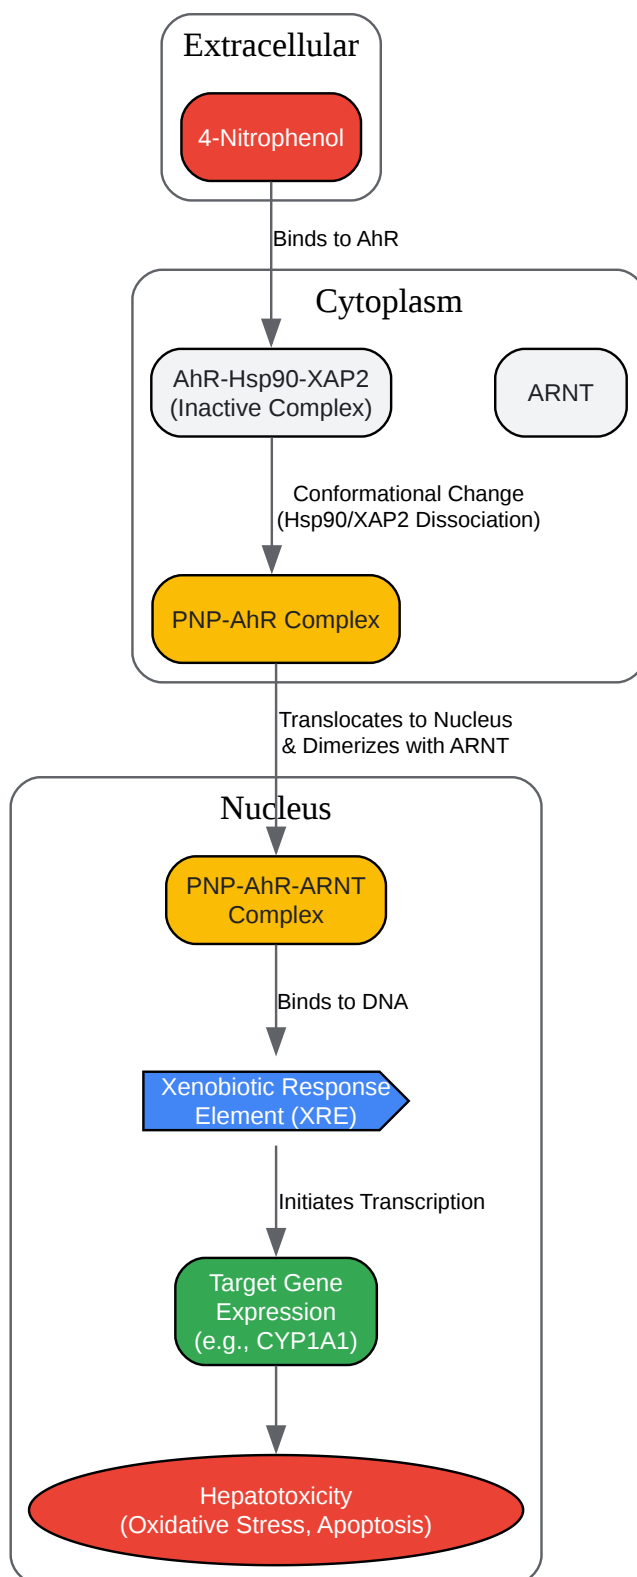 Extracellular
4-Nitrophenol
Binds to AhR
Cytoplasm
AhR-Hsp90-XAP2
(Inactive Complex)
ARNT
Conformational Change
(Hsp90/XAP2 Dissociation)
PNP-AhR Complex
Translocates to Nucleus
& Dimerizes with ARNT
Nucleus
PNP-AhR-ARNT
Complex
Binds to DNA
Xenobiotic Response
Element (XRE)
Initiates Transcription
Target Gene
Expression
(e.g., CYP1A1)
Hepatotoxicity
(Oxidative Stress, Apoptosis)